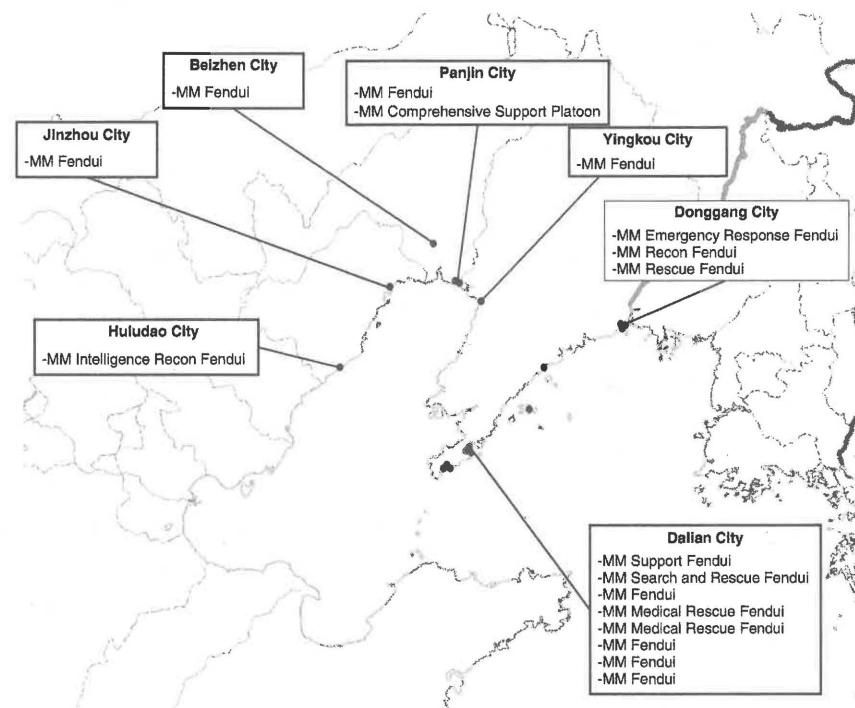 Beizhen City
-MM Fendui
Panjin City
-MM Fendui
-MM Comprehensive Support Platoon
Jinzhou City
-MM Fendui
Yingkou City
-MM Fendui
Donggang City
-MM Emergency Response Fendui
-MM Recon Fendui
-MM Rescue Fendui
Huludao City
-MM Intelligence Recon Fendui
Dalian City
-MM Support Fendui
-MM Search and Rescue Fendui
-MM Fendui
-MM Medical Rescue Fendui
-MM Medical Rescue Fendui
-MM Fendui
-MM Fendui
-MM Fendui